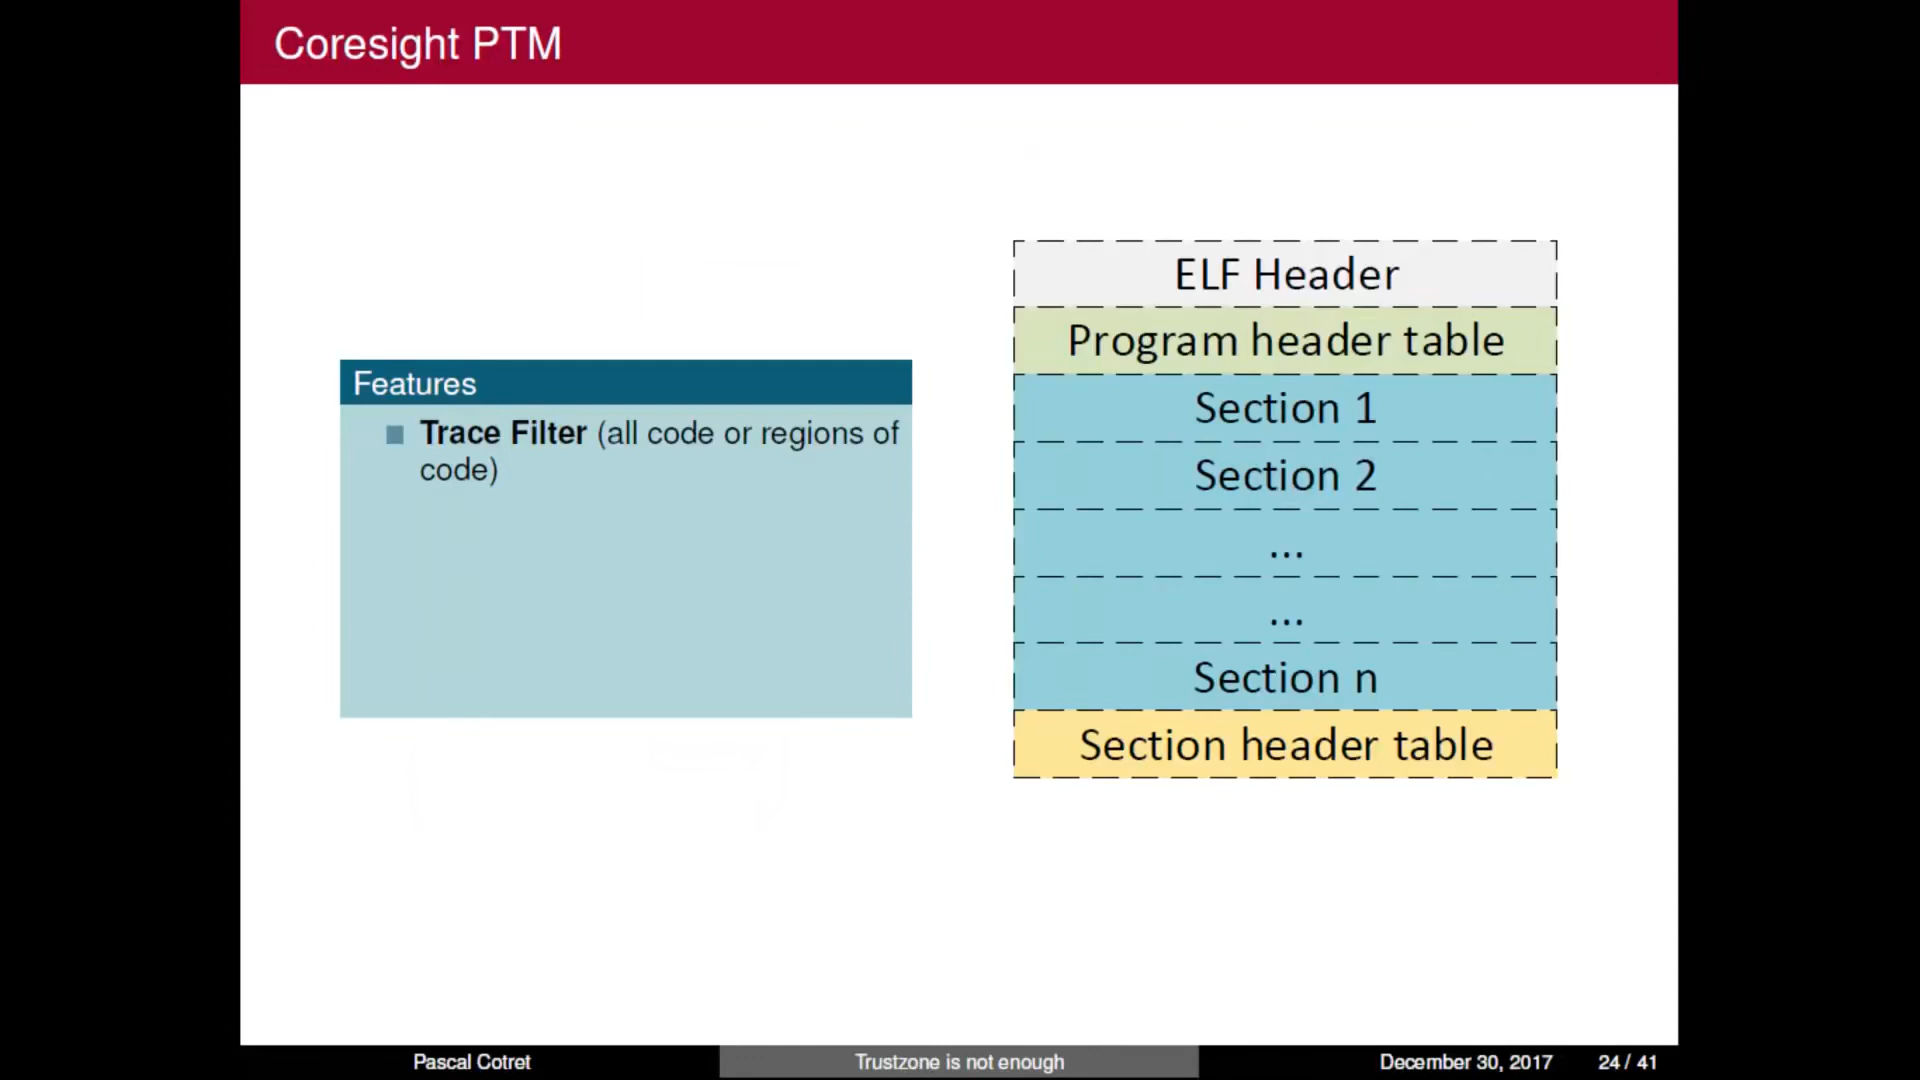 Coresight PTM
Features
Trace Filter (all code or regions of
code)
ELF Header
Program header table
Section 1
Section 2
...
...
Section n
Section header table
Pascal Cotret
Trustzone is not enough
December 30, 2017
24 / 41